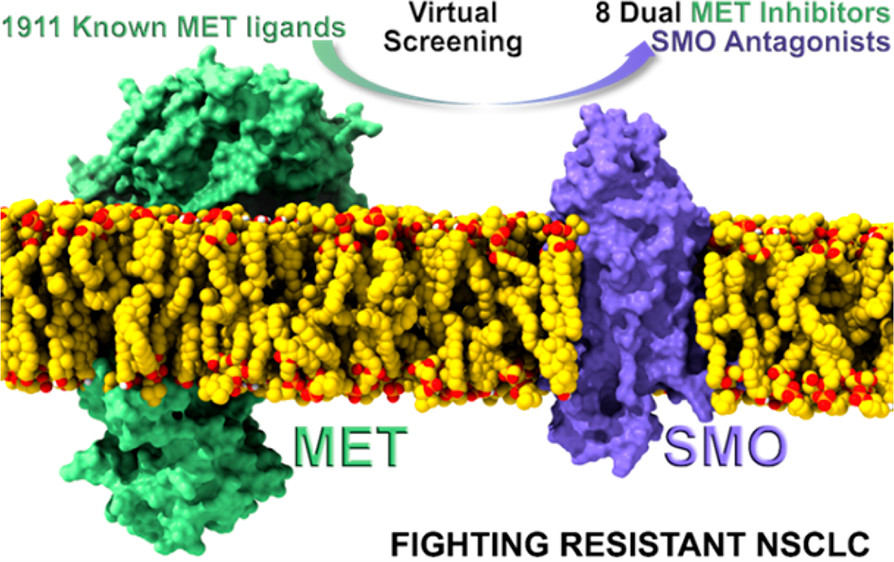 1911 Known MET ligands
Virtual
Screening
8 Dual MET Inhibitors
SMO Antagonists
MET
SMO
FIGHTING RESISTANT NSCLC